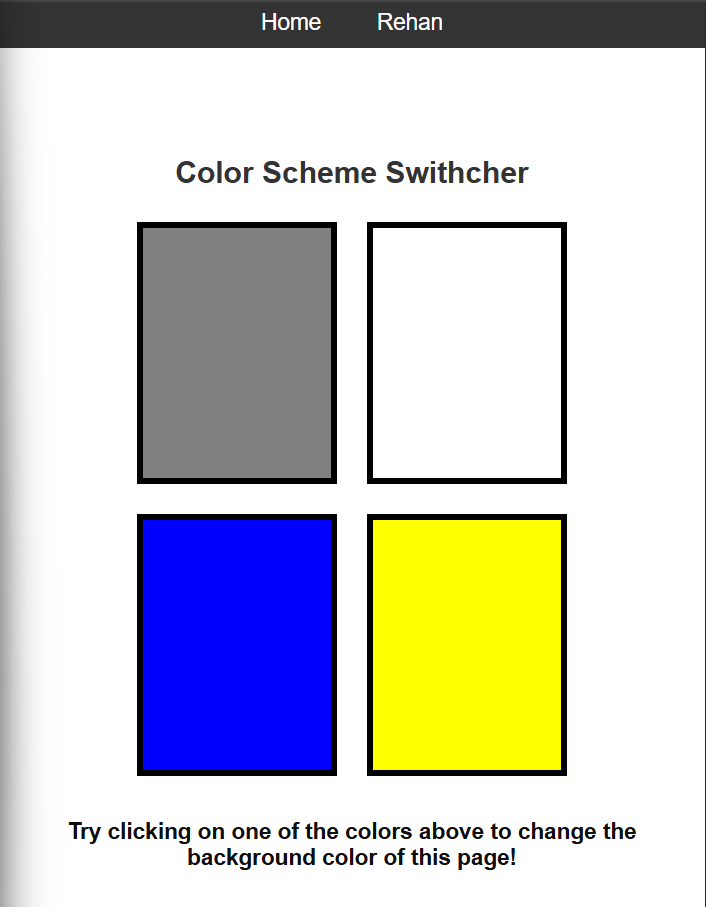 Home Rehan
Color Scheme Swithcher
Try clicking on one of the colors above to change the
background color of this page!